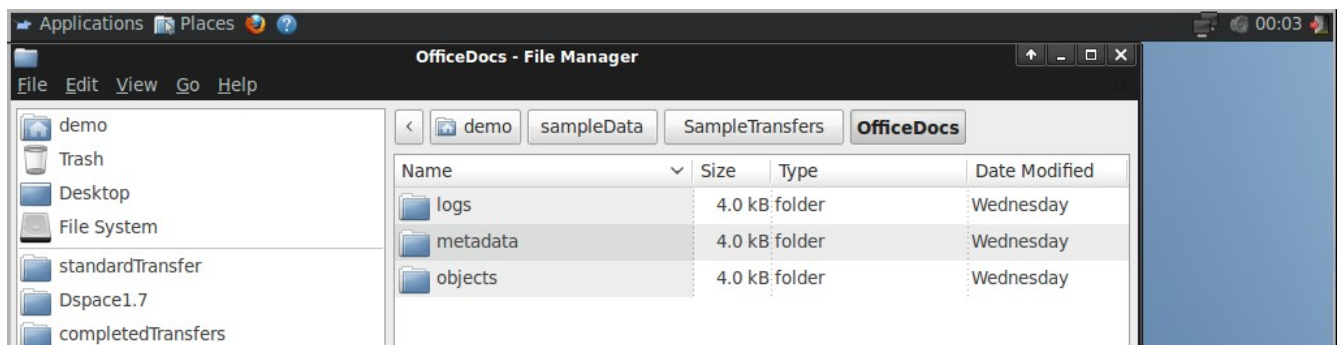 Applications Places 00:03
OfficeDocs - File Manager
File Edit View Go Help
demo
Trash
Desktop
File System
standardTransfer
Dspace1.7
completedTransfers
demo sampleData SampleTransfers OfficeDocs
Name Size Type Date Modified
logs 4.0 kB folder Wednesday
metadata 4.0 kB folder Wednesday
objects 4.0 kB folder Wednesday